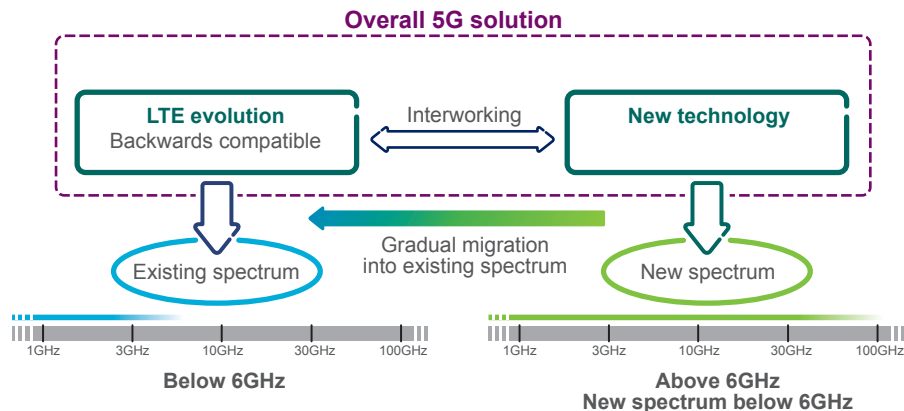 Overall 5G solution
LTE evolution
Backwards compatible
Interworking
New technology
Gradual migration
into existing spectrum
Existing spectrum
New spectrum
1GHz 3GHz 10GHz 30GHz 100GHz
1GHz 3GHz 10GHz 30GHz 100GHz
Below 6GHz
Above 6GHz
New spectrum below 6GHz